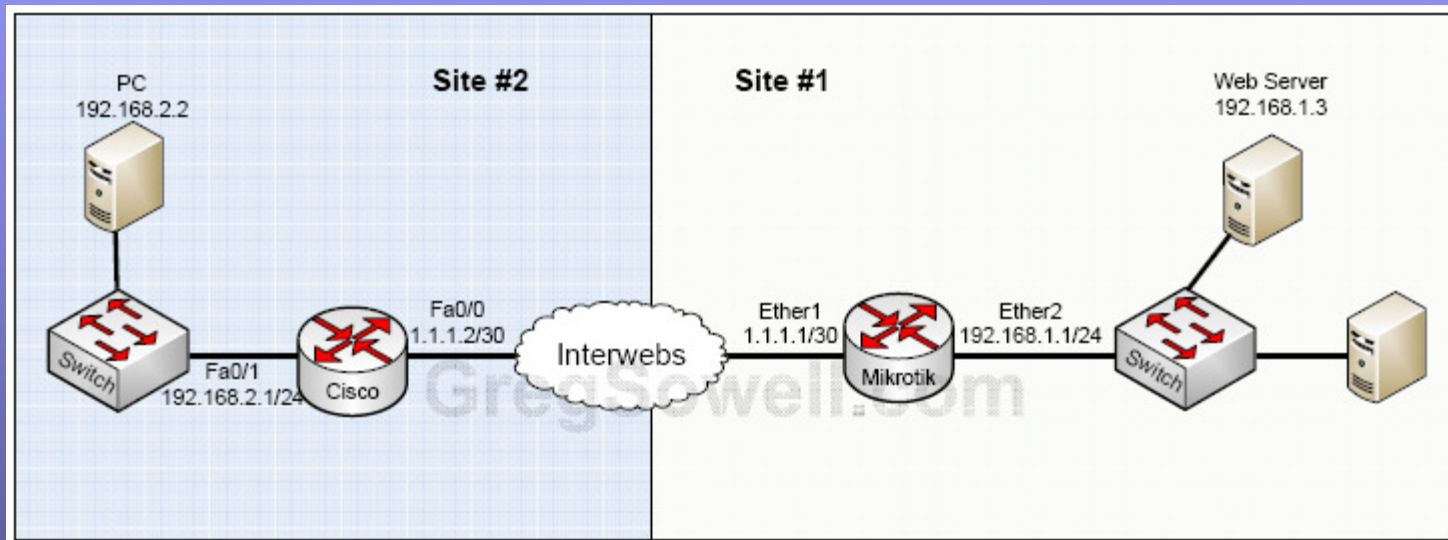 Site #2
PC
192.168.2.2
Switch
Fa0/1
192.168.2.1/24
Cisco
Fa0/0
1.1.1.2/30
Interwebs
Site #1
Ether1
1.1.1.1/30
Mikrotik
Ether2
192.168.1.1/24
Web Server
192.168.1.3
Switch
GregSowell.com